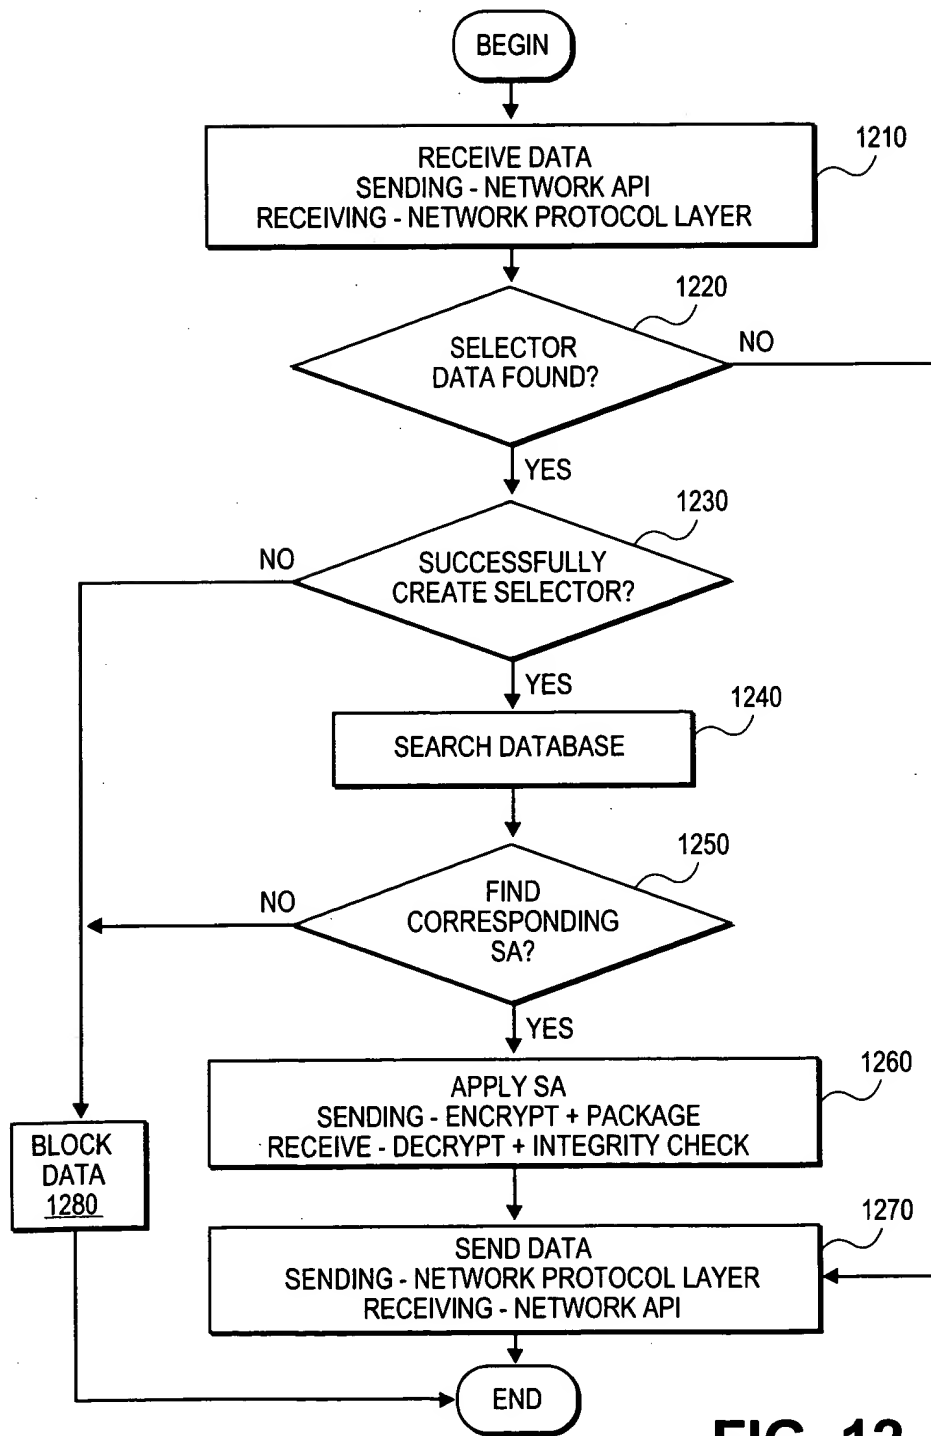 BEGIN
RECEIVE DATA
SENDING - NETWORK API
RECEIVING - NETWORK PROTOCOL LAYER
1210
SELECTOR
DATA FOUND?
1220
NO
YES
SUCCESSFULLY
CREATE SELECTOR?
1230
NO
YES
SEARCH DATABASE
1240
FIND
CORRESPONDING
SA?
1250
NO
YES
APPLY SA
SENDING - ENCRYPT + PACKAGE
RECEIVE - DECRYPT + INTEGRITY CHECK
1260
BLOCK
DATA
1280
SEND DATA
SENDING - NETWORK PROTOCOL LAYER
RECEIVING - NETWORK API
1270
END
FIG. 12